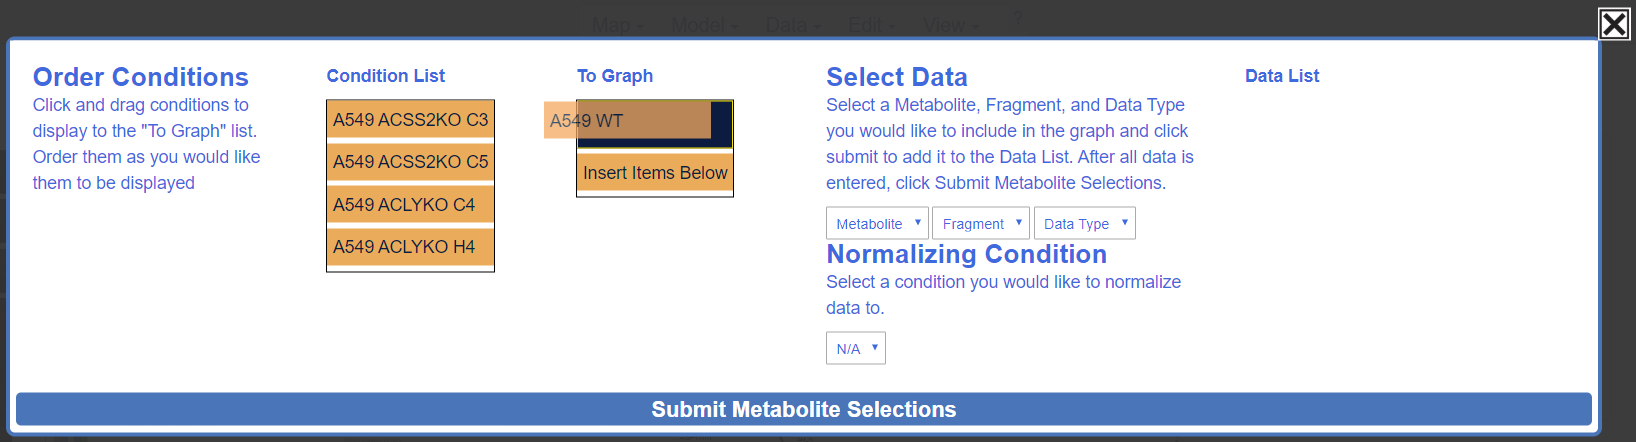 Map Model Data Edit View ?
Order Conditions
Click and drag conditions to
display to the "To Graph" list.
Order them as you would like
them to be displayed
Condition List
A549 ACSS2KO C3
A549 ACSS2KO C5
A549 ACLYKO C4
A549 ACLYKO H4
To Graph
A549 WT
Insert Items Below
Select Data
Select a Metabolite, Fragment, and Data Type
you would like to include in the graph and click
submit to add it to the Data List. After all data is
entered, click Submit Metabolite Selections.
Metabolite Fragment Data Type
Normalizing Condition
Select a condition you would like to normalize
data to.
N/A
Data List
Submit Metabolite Selections